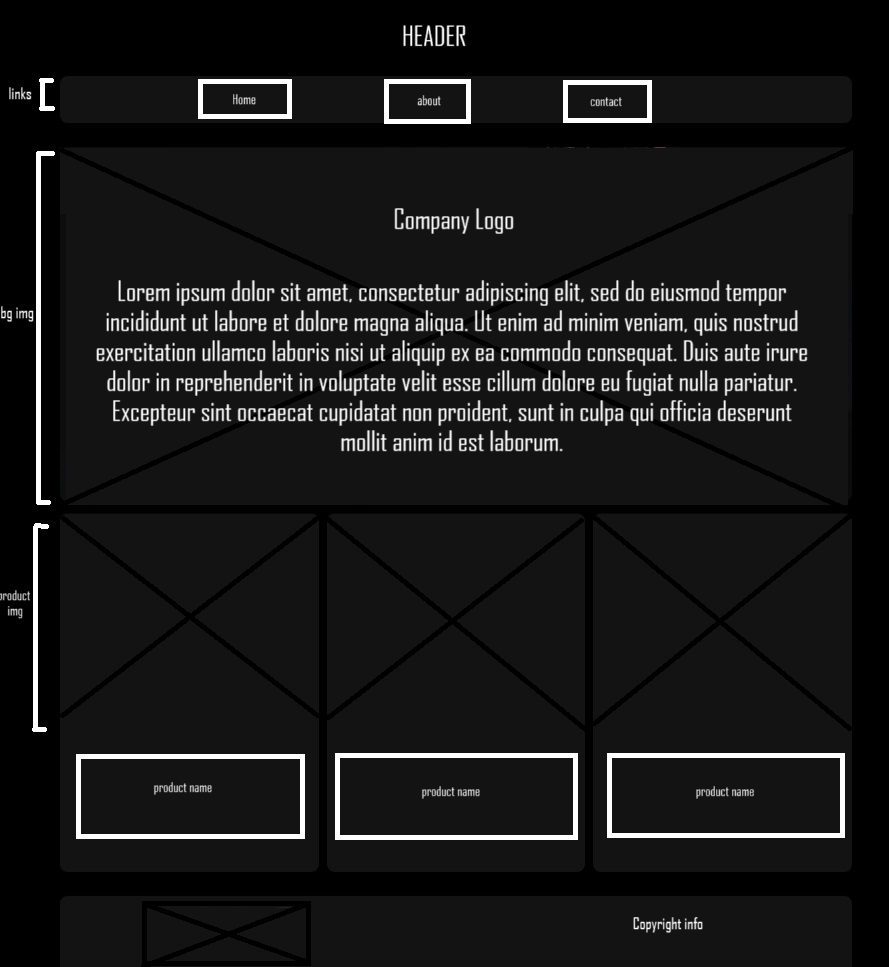 HEADER
links
Home
about
contact
Company Logo
bg img
Lorem ipsum dolor sit amet, consectetur adipiscing elit, sed do eiusmod tempor
incididunt ut labore et dolore magna aliqua. Ut enim ad minim veniam, quis nostrud
exercitation ullamco laboris nisi ut aliquip ex ea commodo consequat. Duis aute irure
dolor in reprehenderit in voluptate velit esse cillum dolore eu fugiat nulla pariatur.
Excepteur sint occaecat cupidatat non proident, sunt in culpa qui officia deserunt
mollit anim id est laborum.
product
img
product name
product name
product name
Copyright info